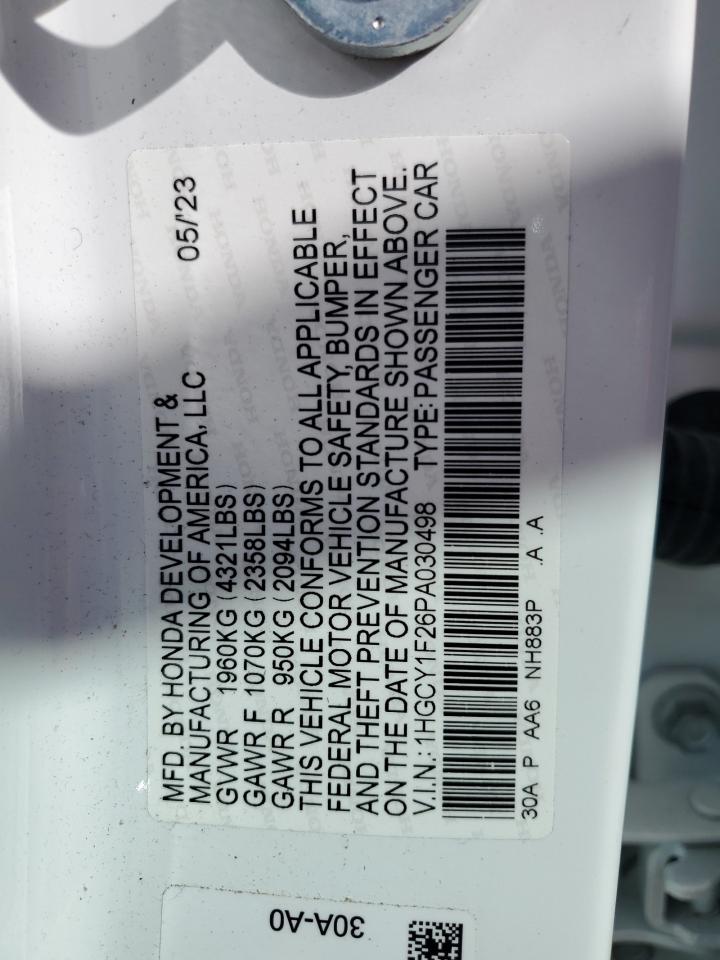 MFD. BY HONDA DEVELOPMENT &
MANUFACTURING OF AMERICA, LLC 05/'23
GVWR 1960KG (4321LBS)
GAWR F 1070KG (2358LBS)
GAWR R 950KG (2094LBS)
THIS VEHICLE CONFORMS TO ALL APPLICABLE
FEDERAL MOTOR VEHICLE SAFETY, BUMPER,
AND THEFT PREVENTION STANDARDS IN EFFECT
ON THE DATE OF MANUFACTURE SHOWN ABOVE.
V.I.N.: 1HGCY1F26PA030498 TYPE: PASSENGER CAR
30A P AA6 NH883P .A .A
30A-A0
HONDA